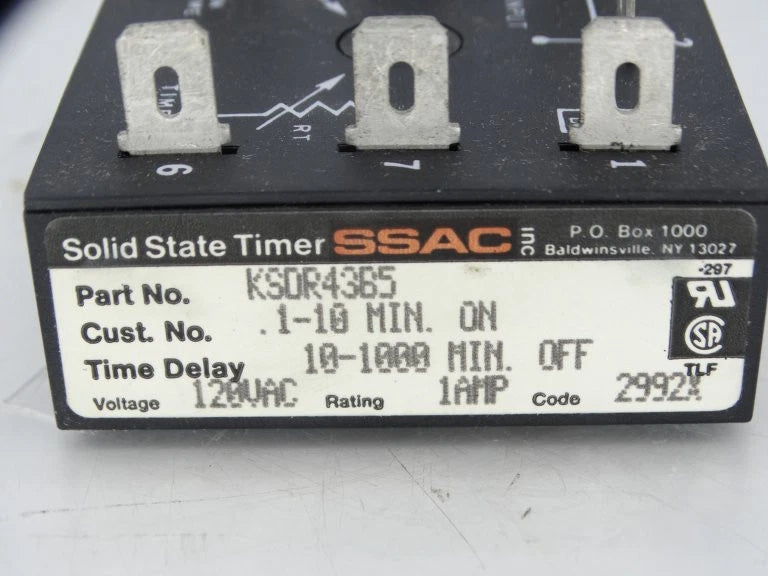 RT
6
7
1
Solid State Timer SSAC inc
P.O. Box 1000
Baldwinsville, NY 13027
-297
Part No. KSDR4365
Cust. No. .1-10 MIN. ON
Time Delay 10-1000 MIN. OFF
TLF
Voltage 120VAC Rating 1AMP Code 2992X